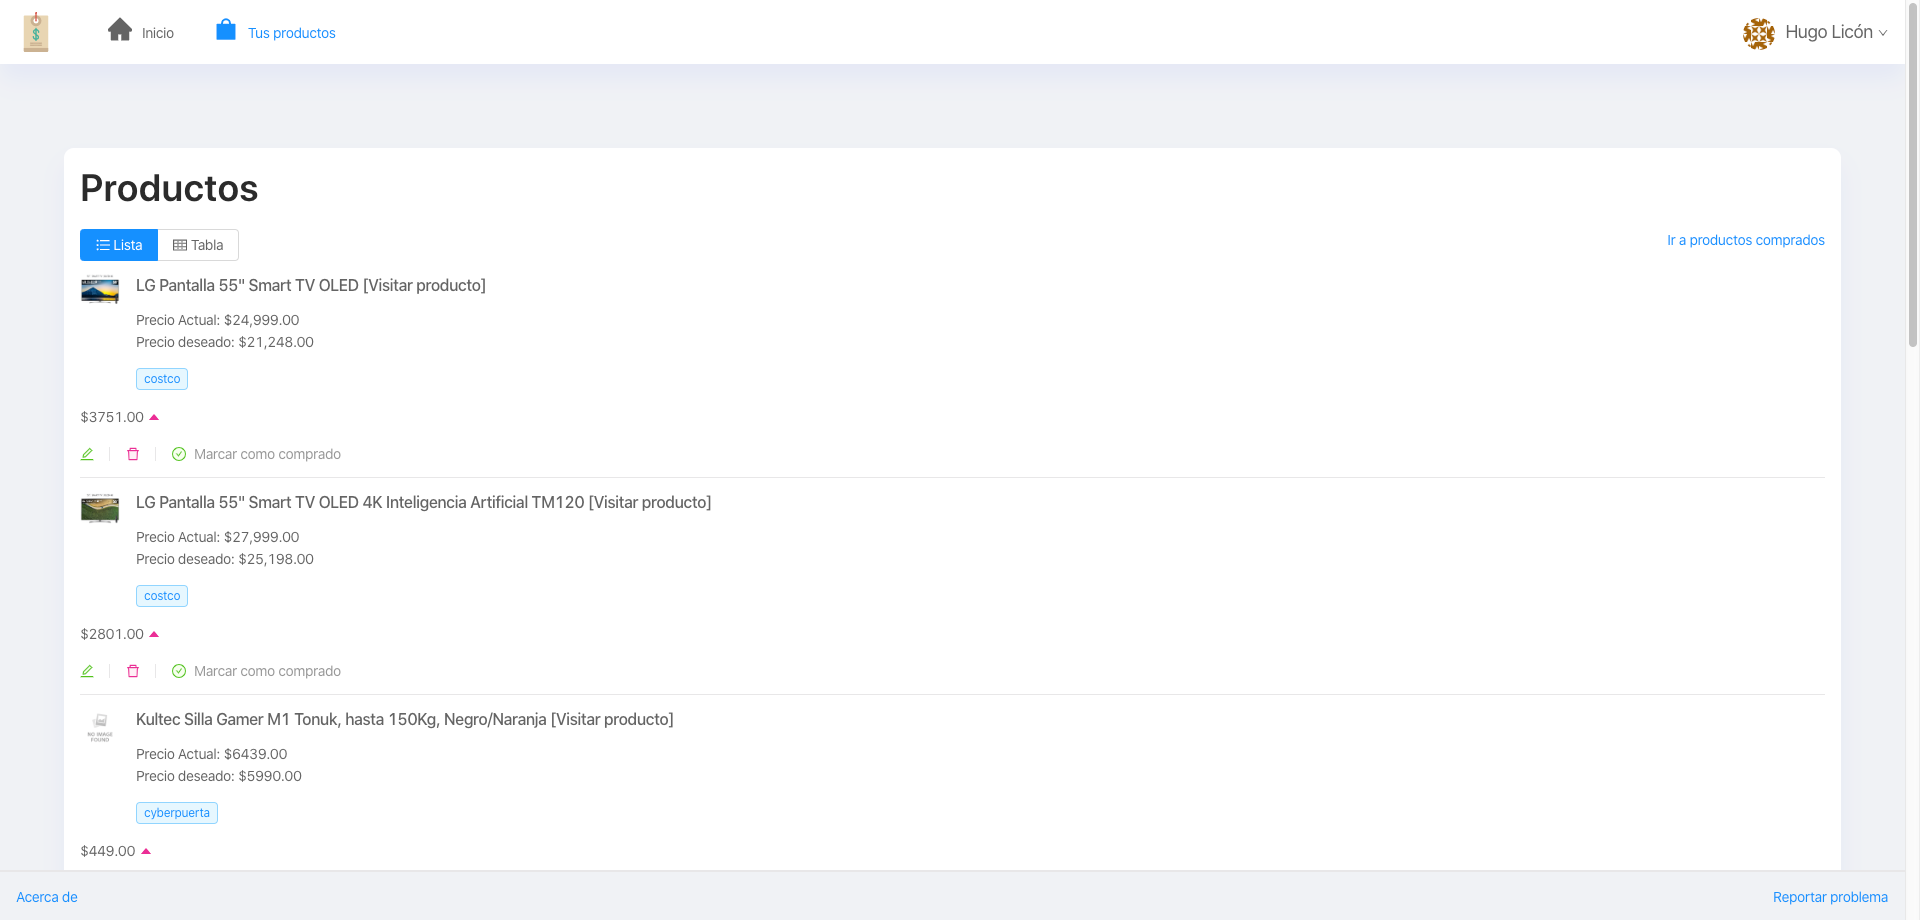 Inicio
Tus productos
Hugo Licón
Productos
Lista
Tabla
Ir a productos comprados
LG Pantalla 55" Smart TV OLED [Visitar producto]
Precio Actual: $24,999.00
Precio deseado: $21,248.00
costco
$3751.00
Marcar como comprado
LG Pantalla 55" Smart TV OLED 4K Inteligencia Artificial TM120 [Visitar producto]
Precio Actual: $27,999.00
Precio deseado: $25,198.00
costco
$2801.00
Marcar como comprado
Kultec Silla Gamer M1 Tonuk, hasta 150Kg, Negro/Naranja [Visitar producto]
NO IMAGE
FOUND
Precio Actual: $6439.00
Precio deseado: $5990.00
cyberpuerta
$449.00
Acerca de
Reportar problema